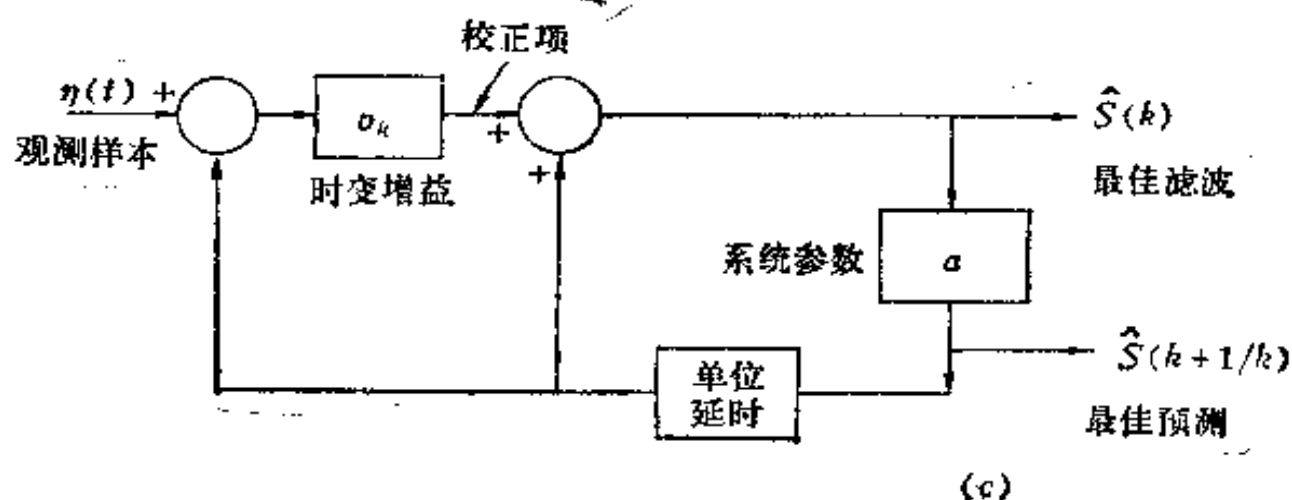 校正项
η(t) +
观测样本
υₖ
时变增益
+
+
Ŝ(k)
最佳滤波
系统参数
a
Ŝ(k+1/k)
最佳预测
单位
延时
(c)